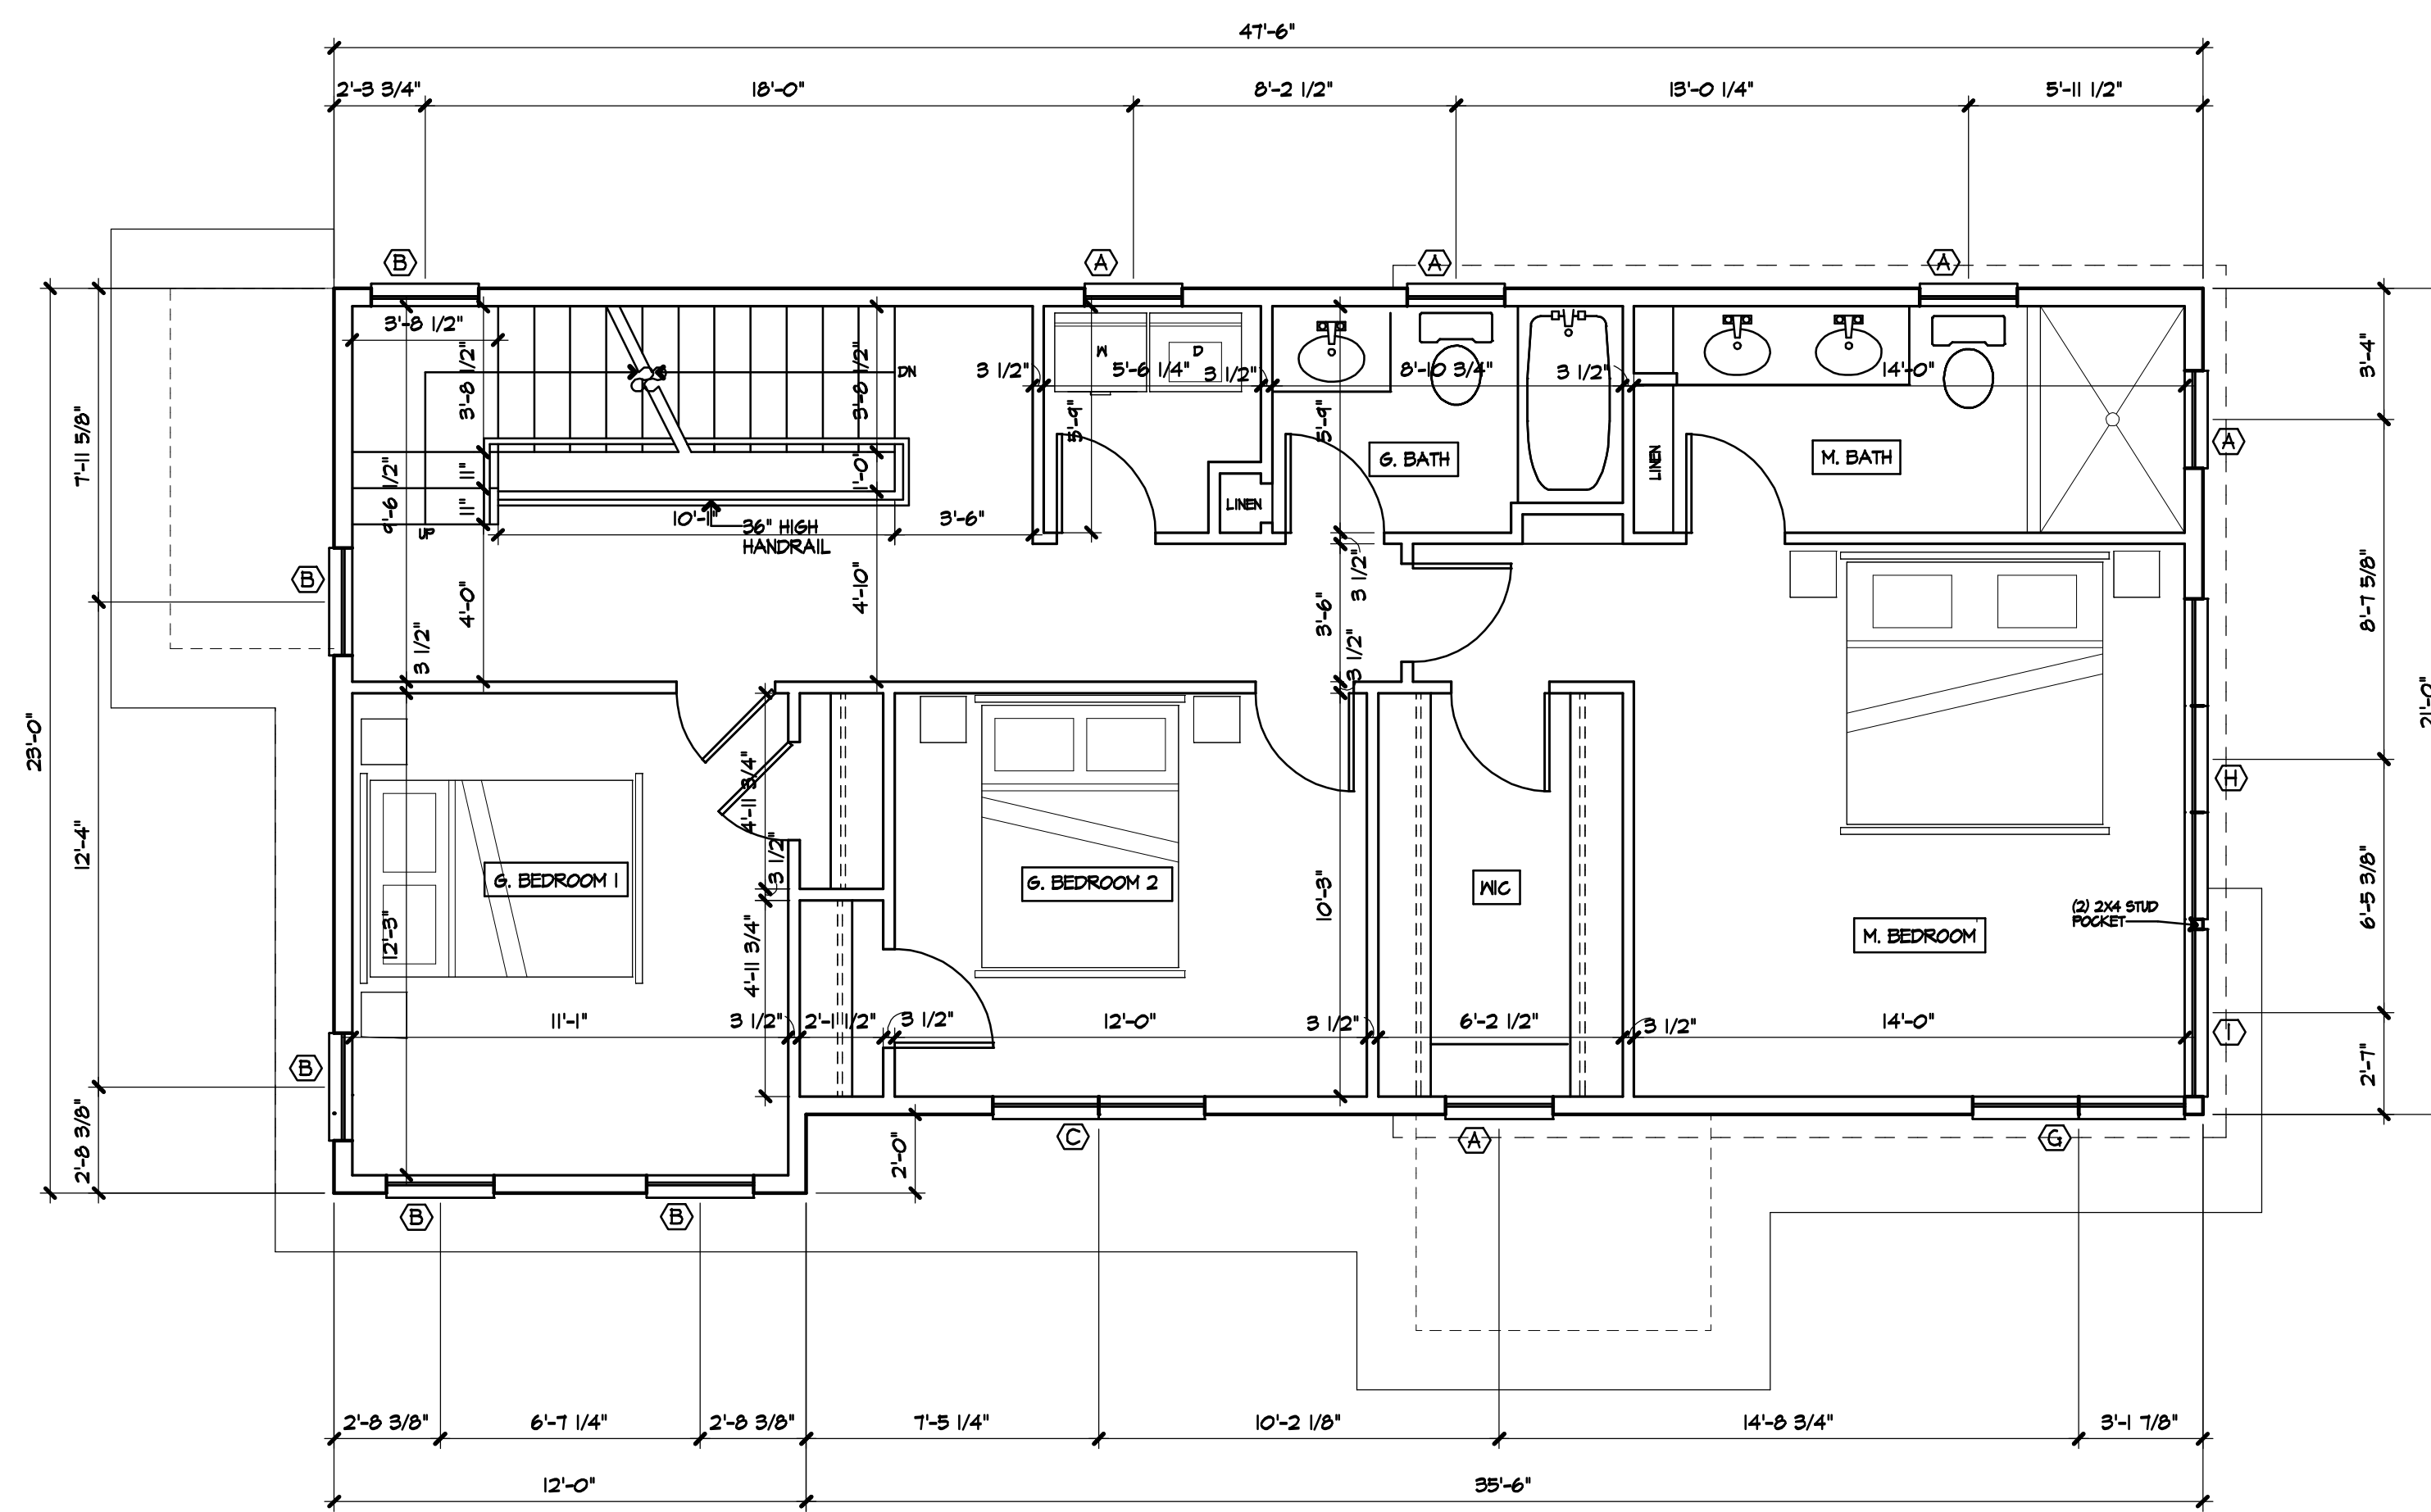 47'-6"
2'-3 3/4"
18'-0"
8'-2 1/2"
13'-0 1/4"
5'-11 1/2"
B
A
A
A
3'-8 1/2"
3'-8 1/2"
3'-8 1/2"
DN
3 1/2"
W
D
5'-6 1/4"
3 1/2"
8'-10 3/4"
3 1/2"
14'-0"
3'-4"
7'-11 5/8"
9'-6 1/2"
11"
11"
1'-0"
5'-9"
5'-9"
G. BATH
LINEN
M. BATH
A
LINEN
UP
10'-1"
36" HIGH
HANDRAIL
3'-6"
B
4'-0"
4'-10"
3 1/2"
3'-6"
3 1/2"
3 1/2"
8'-7 5/8"
23'-0"
21'-0"
12'-4"
4'-11 3/4"
3 1/2"
H
G. BEDROOM 1
G. BEDROOM 2
10'-3"
WIC
12'-3"
4'-11 3/4"
(2) 2X4 STUD
POCKET
M. BEDROOM
6'-5 3/8"
11'-1"
3 1/2"
2'-1 1/2"
3 1/2"
12'-0"
3 1/2"
6'-2 1/2"
3 1/2"
14'-0"
I
B
2'-7"
2'-8 3/8"
2'-0"
C
A
G
B
B
2'-8 3/8"
6'-7 1/4"
2'-8 3/8"
7'-5 1/4"
10'-2 1/8"
14'-8 3/4"
3'-1 7/8"
12'-0"
35'-6"